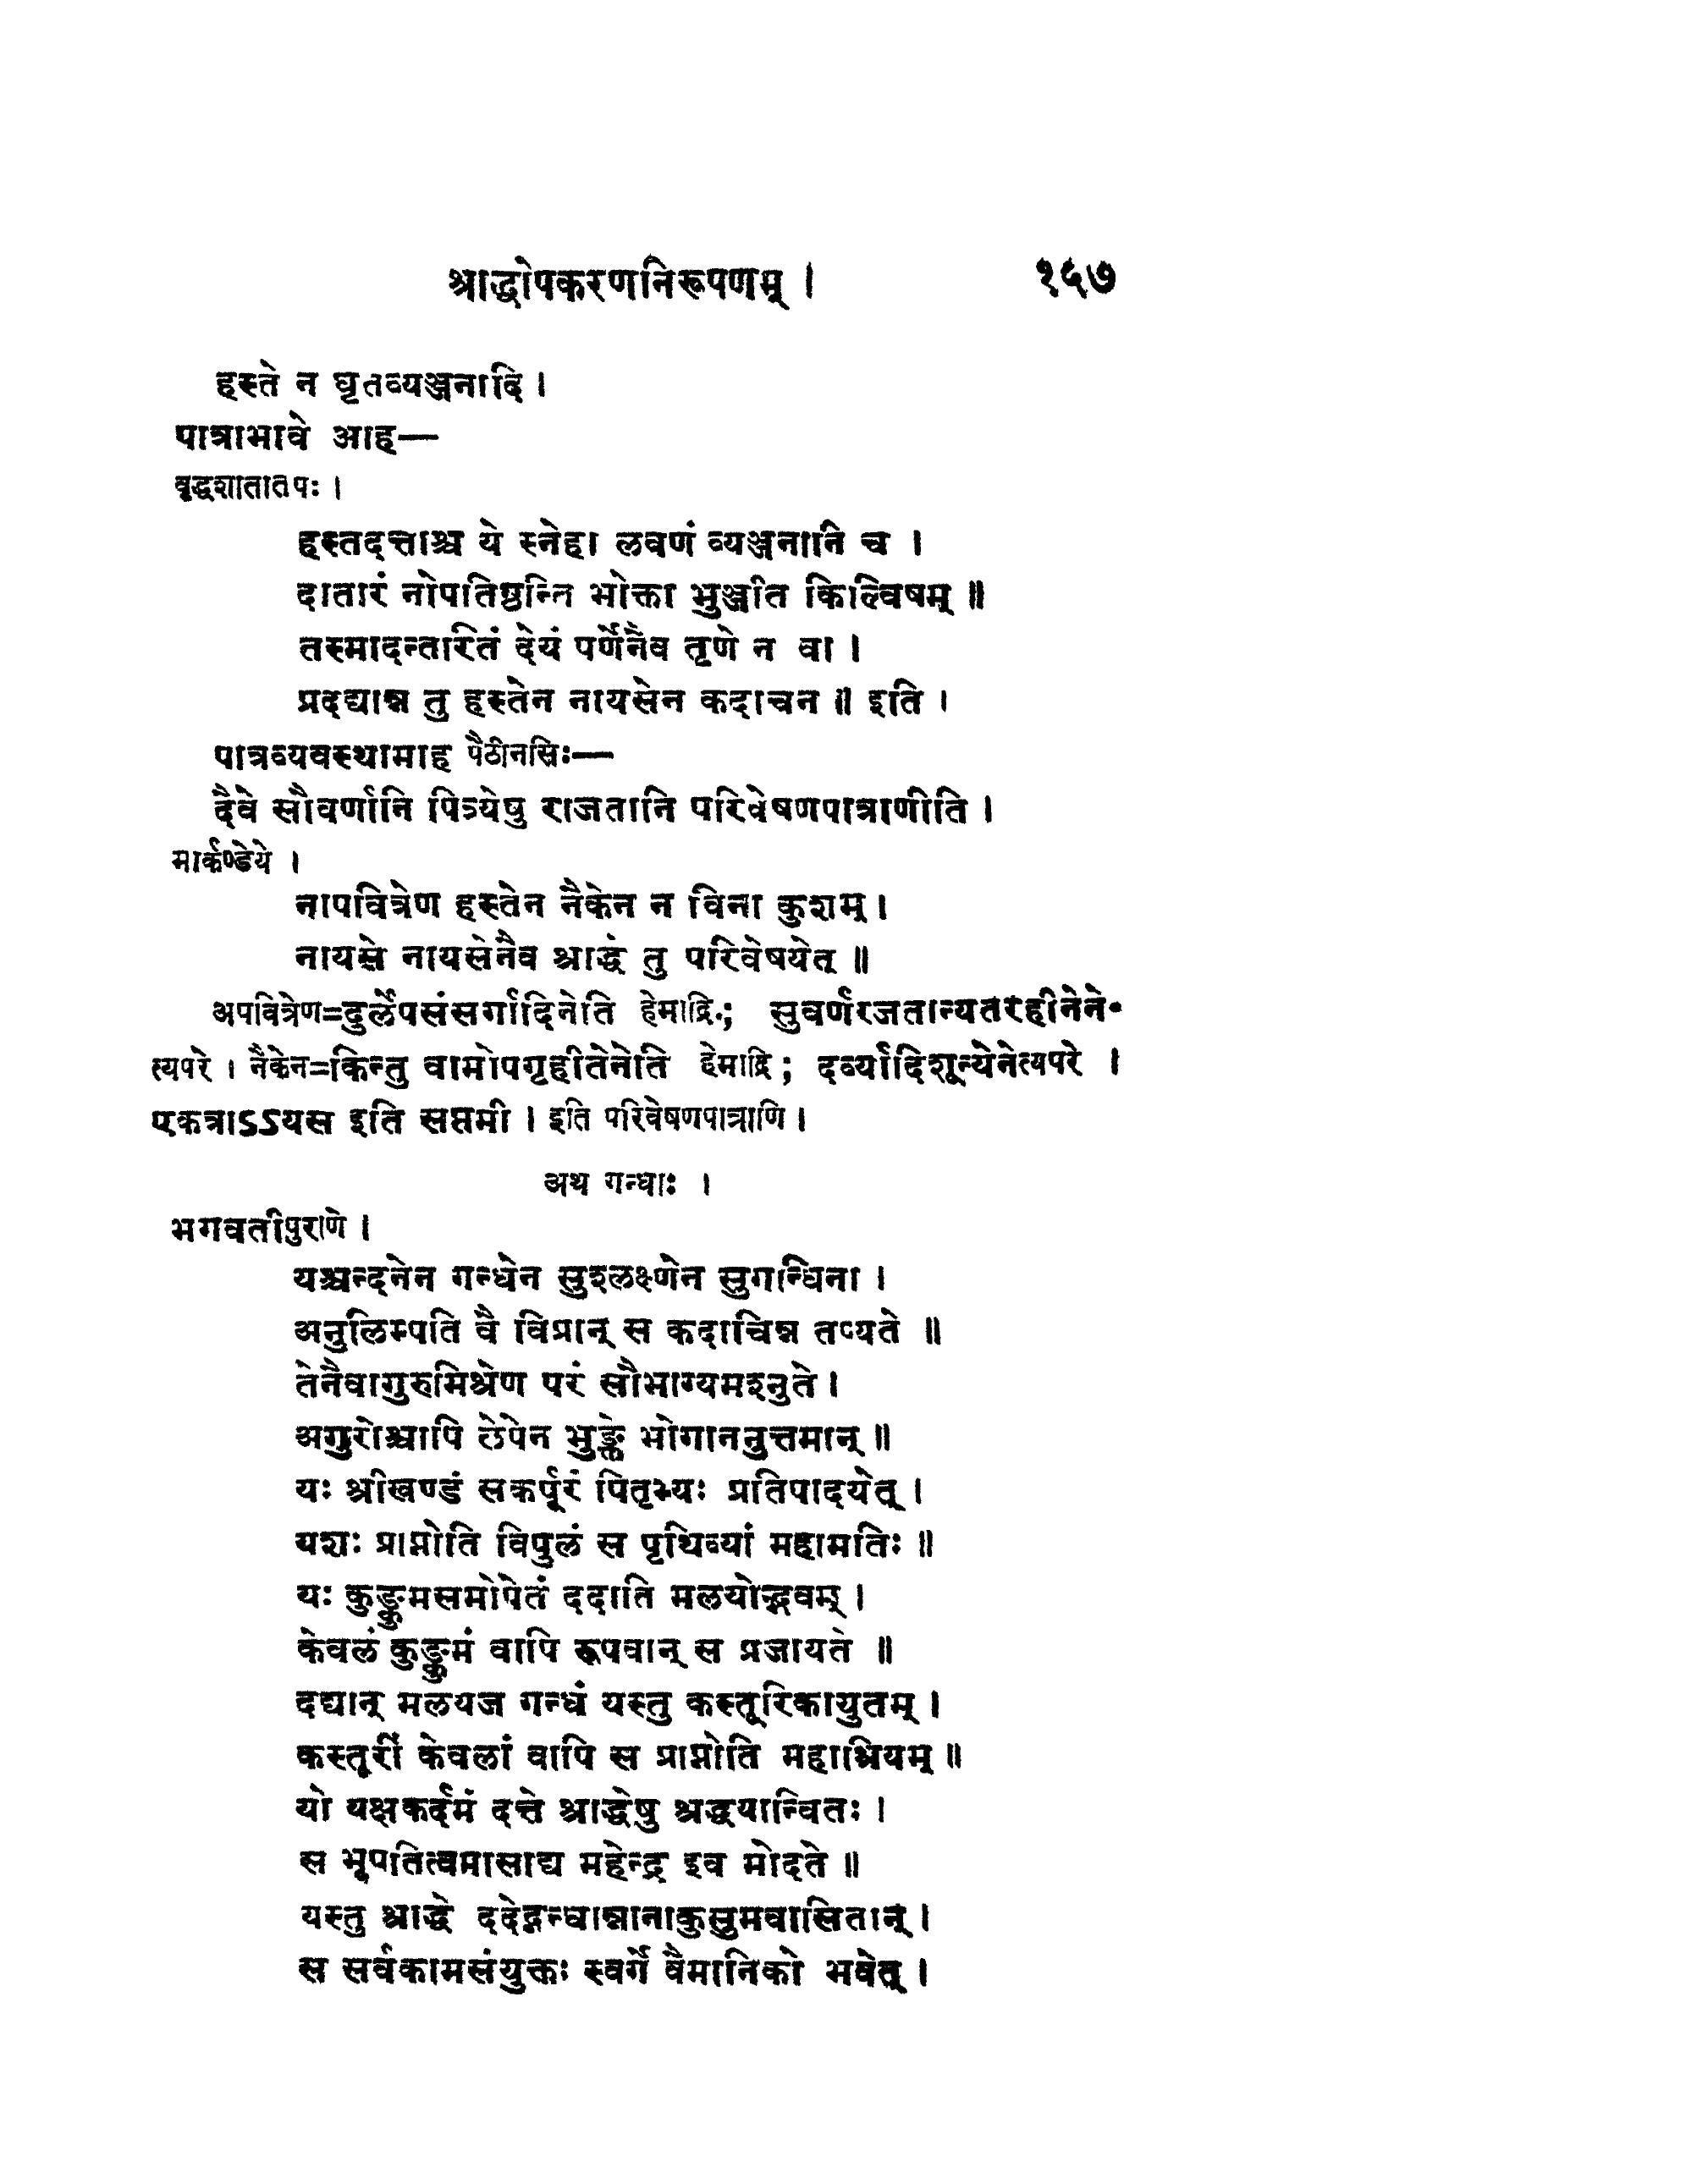 श्राद्धोपकरणनिरूपणम् । १५७
हस्ते न घृतव्यञ्जनादि ।
पात्राभावे आह—
वृद्धशातातपः ।
हस्तदत्ताश्च ये स्नेहा लवणं व्यञ्जनानि च ।
दातारं नोपतिष्ठन्ति भोक्ता भुञ्जति किल्विषम् ॥
तस्मादन्तरितं देयं पर्णेनैव तृणे न वा ।
प्रदद्यान्न तु हस्तेन नायसेन कदाचन ॥ इति ।
पात्रव्यवस्थामाह पैठीनसिः—
दैवे सौवर्णानि पित्र्येषु राजतानि परिवेषणपात्राणीति ।
मार्कण्डेये ।
नापवित्रेण हस्तेन नैकेन न विना कुशम् ।
नायसे नायसेनैव श्राद्धे तु परिवेषयेत् ॥
अपवित्रेण=दुर्लेपसंसर्गादिनेति हेमाद्रि.; सुवर्णरजतान्यतरहीनेने-
त्यपरे । नैकेन=किन्तु वामोपगृहीतेनेति हेमाद्रि ; दर्व्यादिशून्येनेत्यपरे ।
एकत्राऽऽयस इति सप्तमी । इति परिवेषणपात्राणि ।
अथ गन्धाः ।
भगवतीपुराणे ।
यश्चन्दनेन गन्धेन सुश्लक्ष्णेन सुगन्धिना ।
अनुलिम्पति वै विप्रान् स कदाचिन्न तप्यते ॥
तेनैवागुरुमिश्रेण परं सौभाग्यमश्नुते ।
अगुरोश्चापि लेपेन भुङ्क्ते भोगाननुत्तमान् ॥
यः श्रीखण्डं सकर्पूरं पितृभ्यः प्रतिपादयेत् ।
यशः प्राप्नोति विपुलं स पृथिव्यां महामतिः ॥
यः कुङ्कुमसमोपेतं ददाति मलयोद्भवम् ।
केवलं कुङ्कुमं वापि रूपवान् स प्रजायते ॥
दद्यान् मलयज गन्धं यस्तु कस्तूरिकायुतम् ।
कस्तूरीं केवलां वापि स प्राप्नोति महाश्रियम् ॥
यो यक्षकर्दमं दत्ते श्राद्धेषु श्रद्धयान्वितः ।
स भूपतित्वमासाद्य महेन्द्र इव मोदते ॥
यस्तु श्राद्धे ददेद्गन्धान्नानाकुसुमवासितान् ।
स सर्वकामसंयुक्तः स्वर्गे वैमानिको भवेत् ।